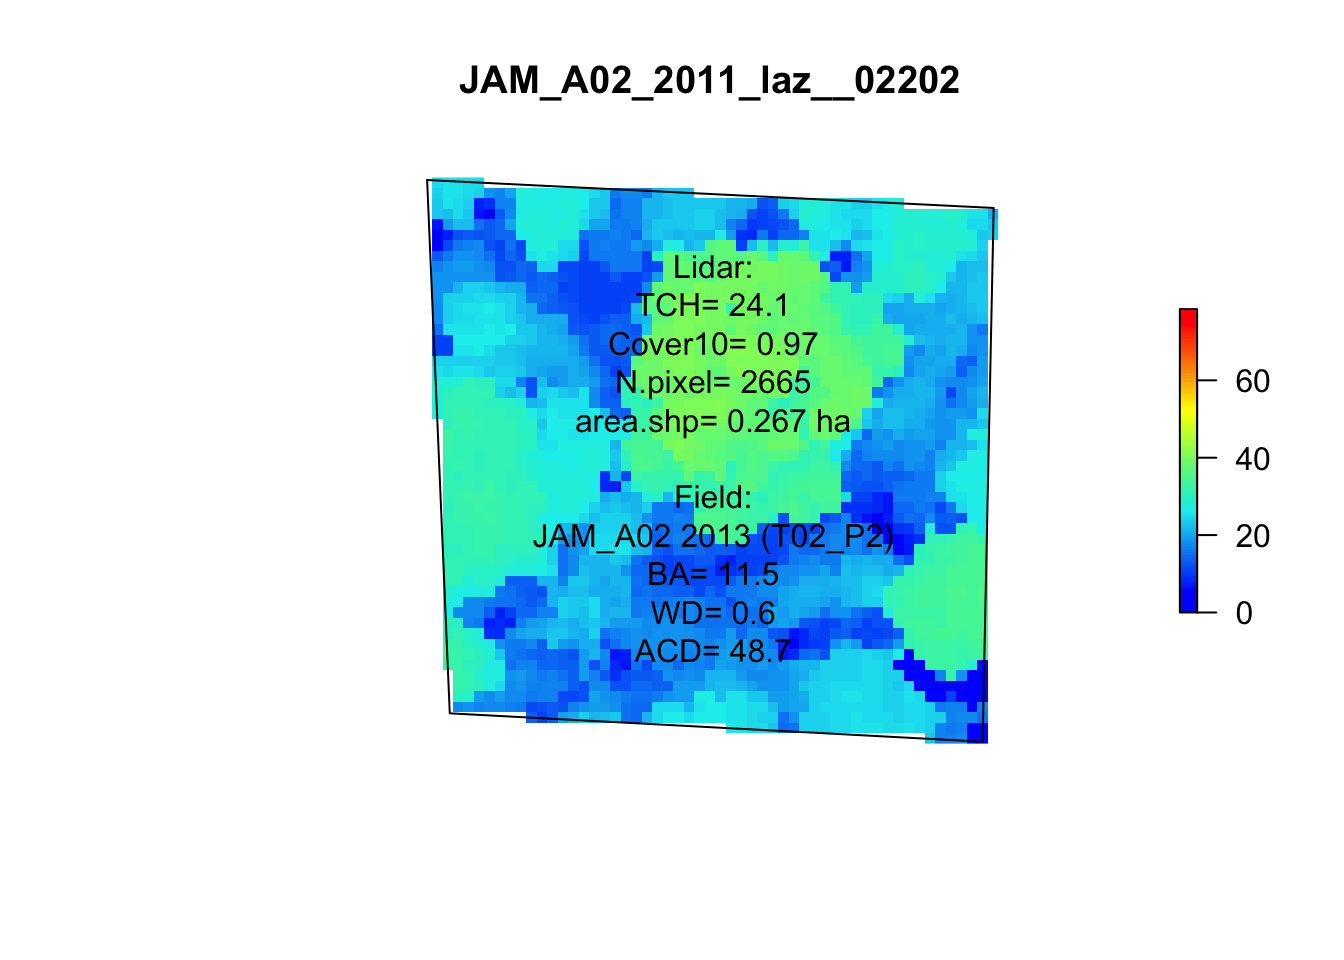 JAM_A02_2011_laz__02202
Lidar:
TCH= 24.1
Cover10= 0.97
N.pixel= 2665
area.shp= 0.267 ha
Field:
JAM_A02 2013 (T02_P2)
BA= 11.5
WD= 0.6
ACD= 48.7
60
40
20
0